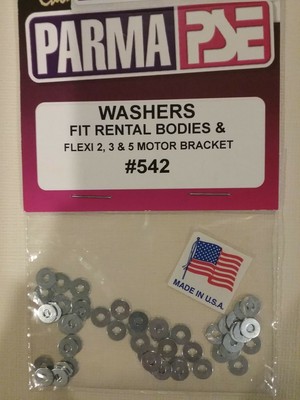 PARMA PSE
WASHERS
FIT RENTAL BODIES &
FLEXI 2, 3 & 5 MOTOR BRACKET
#542
MADE IN U.S.A.